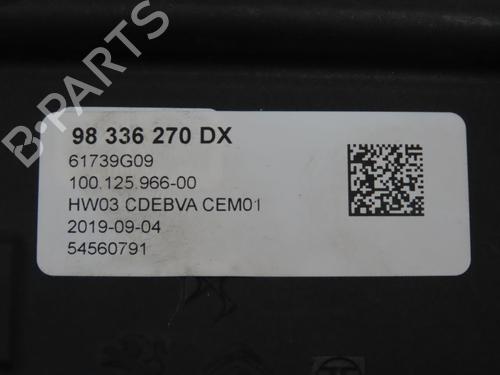 B-PARTS
98 336 270 DX
61739G09
100.125.966-00
HW03 CDEBVA CEM01
2019-09-04
54560791